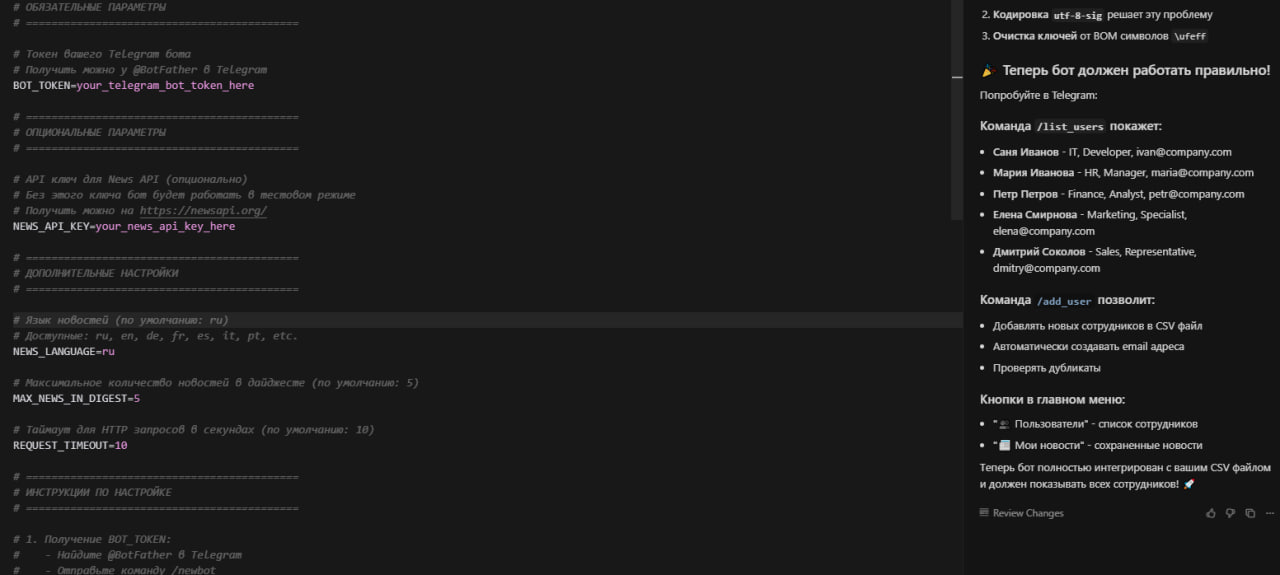 # ОБЯЗАТЕЛЬНЫЕ ПАРАМЕТРЫ
# ===========================================
# Токен вашего Telegram бота
# Получить можно у @BotFather в Telegram
BOT_TOKEN=your_telegram_bot_token_here
# ===========================================
# ОПЦИОНАЛЬНЫЕ ПАРАМЕТРЫ
# ===========================================
# API ключ для News API (опционально)
# Без этого ключа бот будет работать в тестовом режиме
# Получить можно на https://newsapi.org/
NEWS_API_KEY=your_news_api_key_here
# ===========================================
# ДОПОЛНИТЕЛЬНЫЕ НАСТРОЙКИ
# ===========================================
# Язык новостей (по умолчанию: ru)
# Доступные: ru, en, de, fr, es, it, pt, etc.
NEWS_LANGUAGE=ru
# Максимальное количество новостей в дайджесте (по умолчанию: 5)
MAX_NEWS_IN_DIGEST=5
# Таймаут для HTTP запросов в секундах (по умолчанию: 10)
REQUEST_TIMEOUT=10
# ===========================================
# ИНСТРУКЦИИ ПО НАСТРОЙКЕ
# ===========================================
# 1. Получение BOT_TOKEN:
#    - Найдите @BotFather в Telegram
#    - Отправьте команду /newbot
2. Кодировка utf-8-sig решает эту проблему
3. Очистка ключей от BOM символов \ufeff
🎉 Теперь бот должен работать правильно!
Попробуйте в Telegram:
Команда /list_users покажет:
• Саня Иванов - IT, Developer, ivan@company.com
• Мария Иванова - HR, Manager, maria@company.com
• Петр Петров - Finance, Analyst, petr@company.com
• Елена Смирнова - Marketing, Specialist,
elena@company.com
• Дмитрий Соколов - Sales, Representative,
dmitry@company.com
Команда /add_user позволит:
• Добавлять новых сотрудников в CSV файл
• Автоматически создавать email адреса
• Проверять дубликаты
Кнопки в главном меню:
• "👥 Пользователи" - список сотрудников
• "📰 Мои новости" - сохраненные новости
Теперь бот полностью интегрирован с вашим CSV файлом
и должен показывать всех сотрудников! 🚀
Review Changes